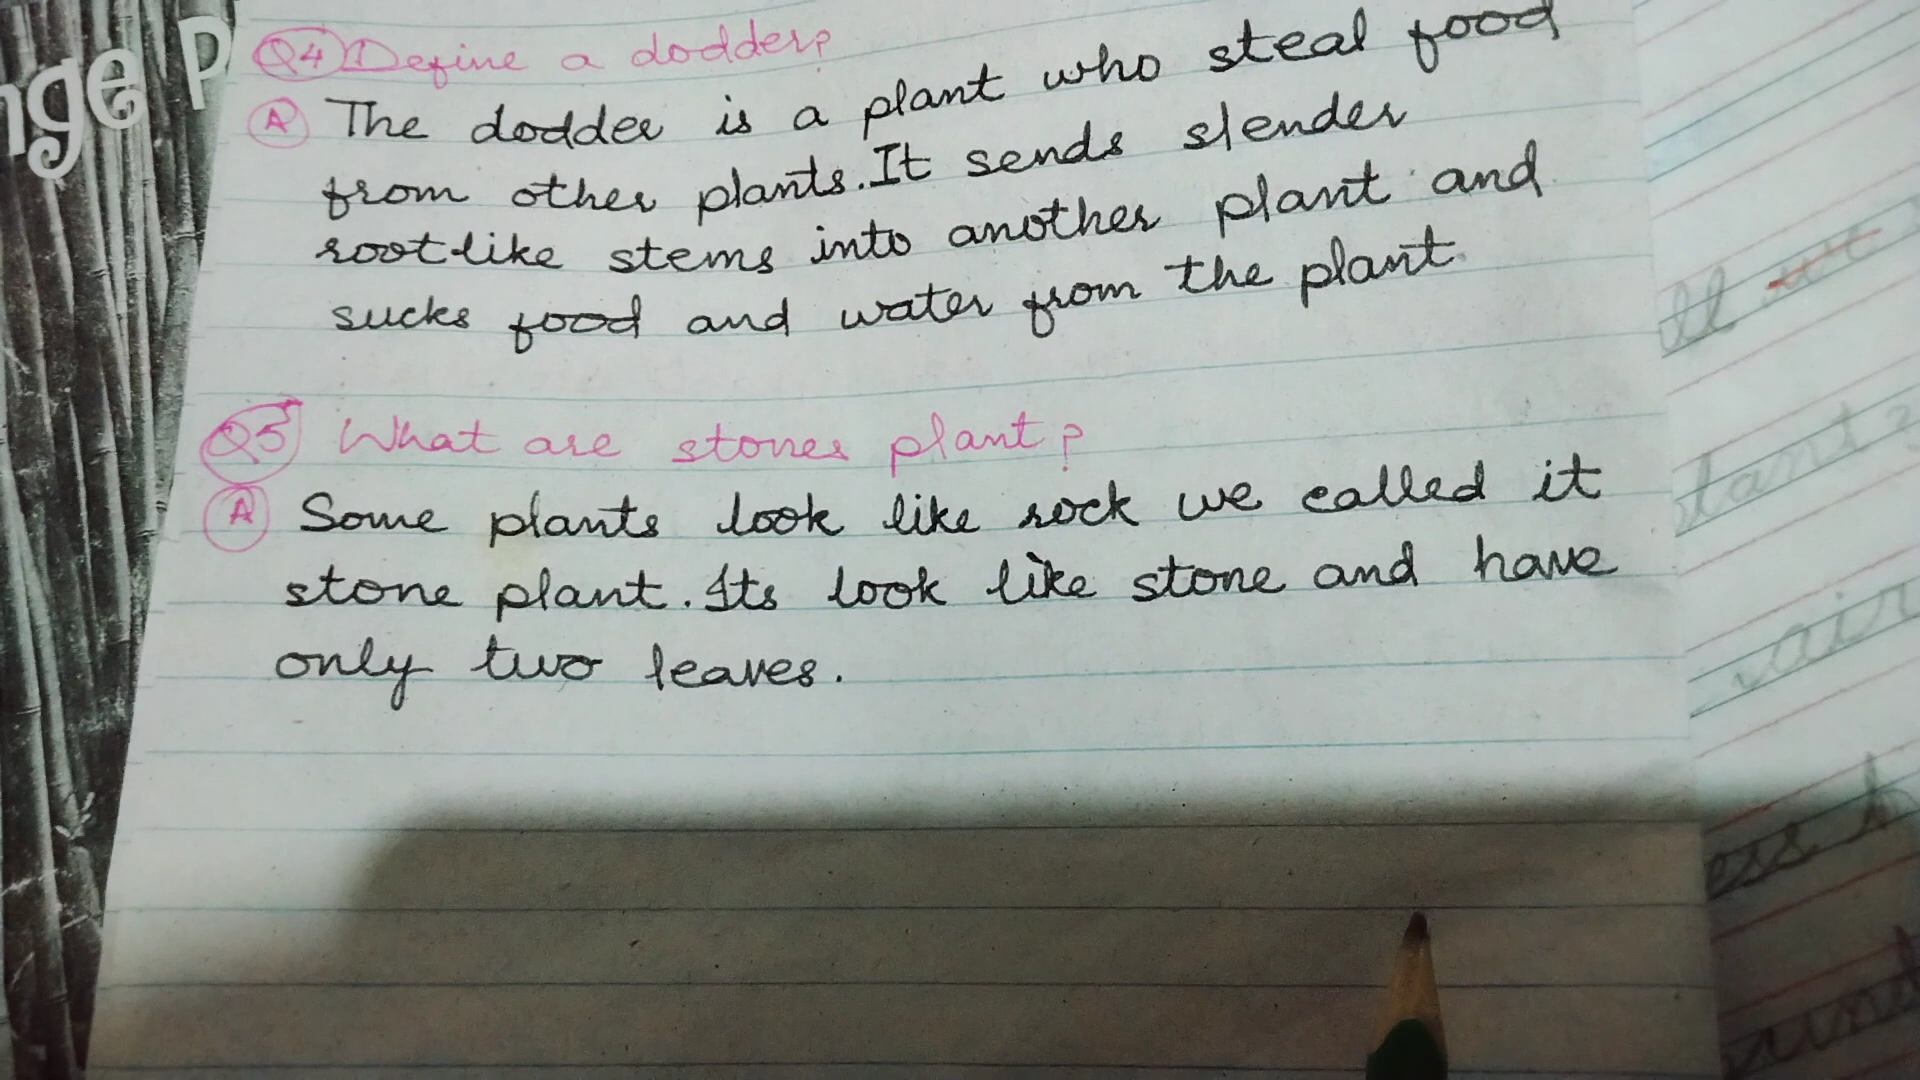 nge P
Q4 Define a dodder?
A The dodder is a plant who steal food
from other plants. It sends slender
rootlike stems into another plant and
sucks food and water from the plant.
Q5 What are stones plant?
A Some plants look like rock we called it
stone plant. Its look like stone and have
only two leaves.